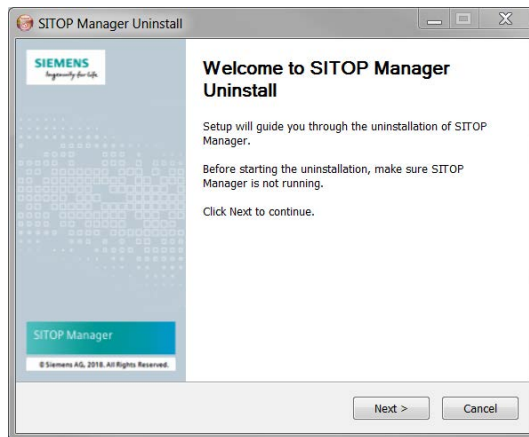 SITOP Manager Uninstall
SIEMENS
Ingenuity for life
Welcome to SITOP Manager
Uninstall
Setup will guide you through the uninstallation of SITOP
Manager.
Before starting the uninstallation, make sure SITOP
Manager is not running.
Click Next to continue.
SITOP Manager
© Siemens AG, 2018. All Rights Reserved.
Next >
Cancel